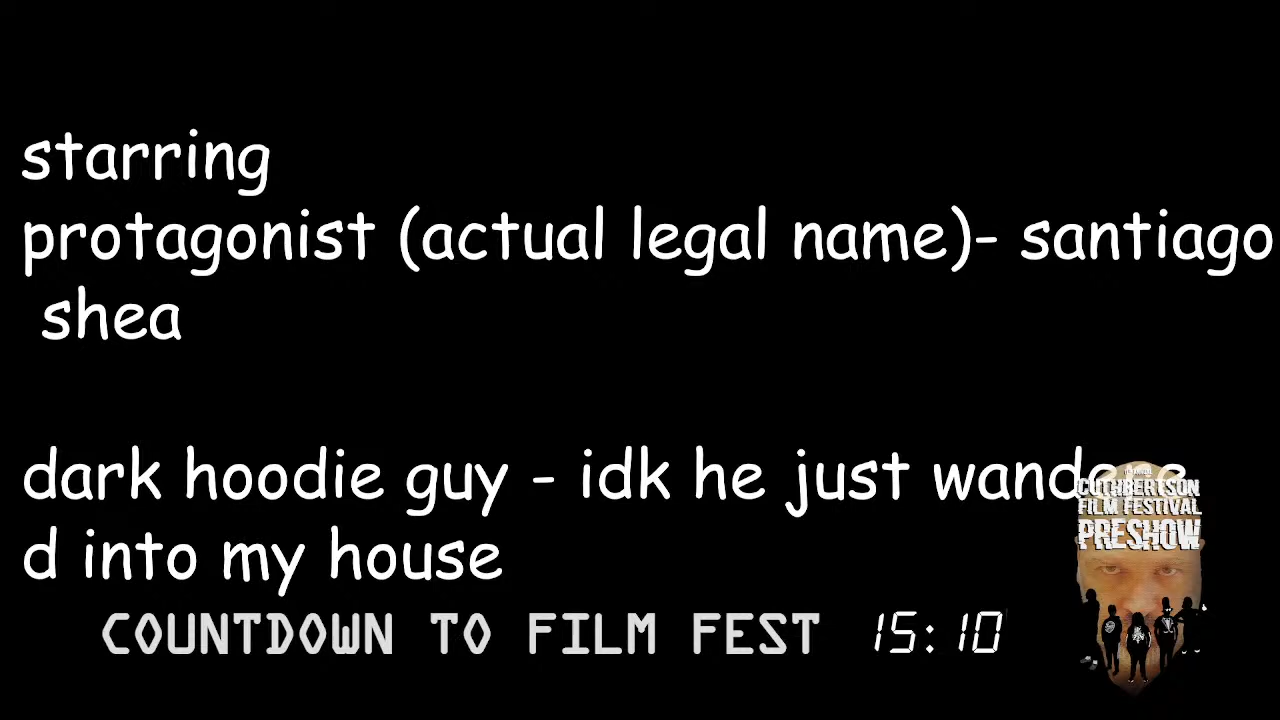 starring
protagonist (actual legal name)- santiago
shea
dark hoodie guy - idk he just wandere
d into my house
CUTHBERTSON
FILM FESTIVAL
PRESHOW
COUNTDOWN TO FILM FEST 15:10